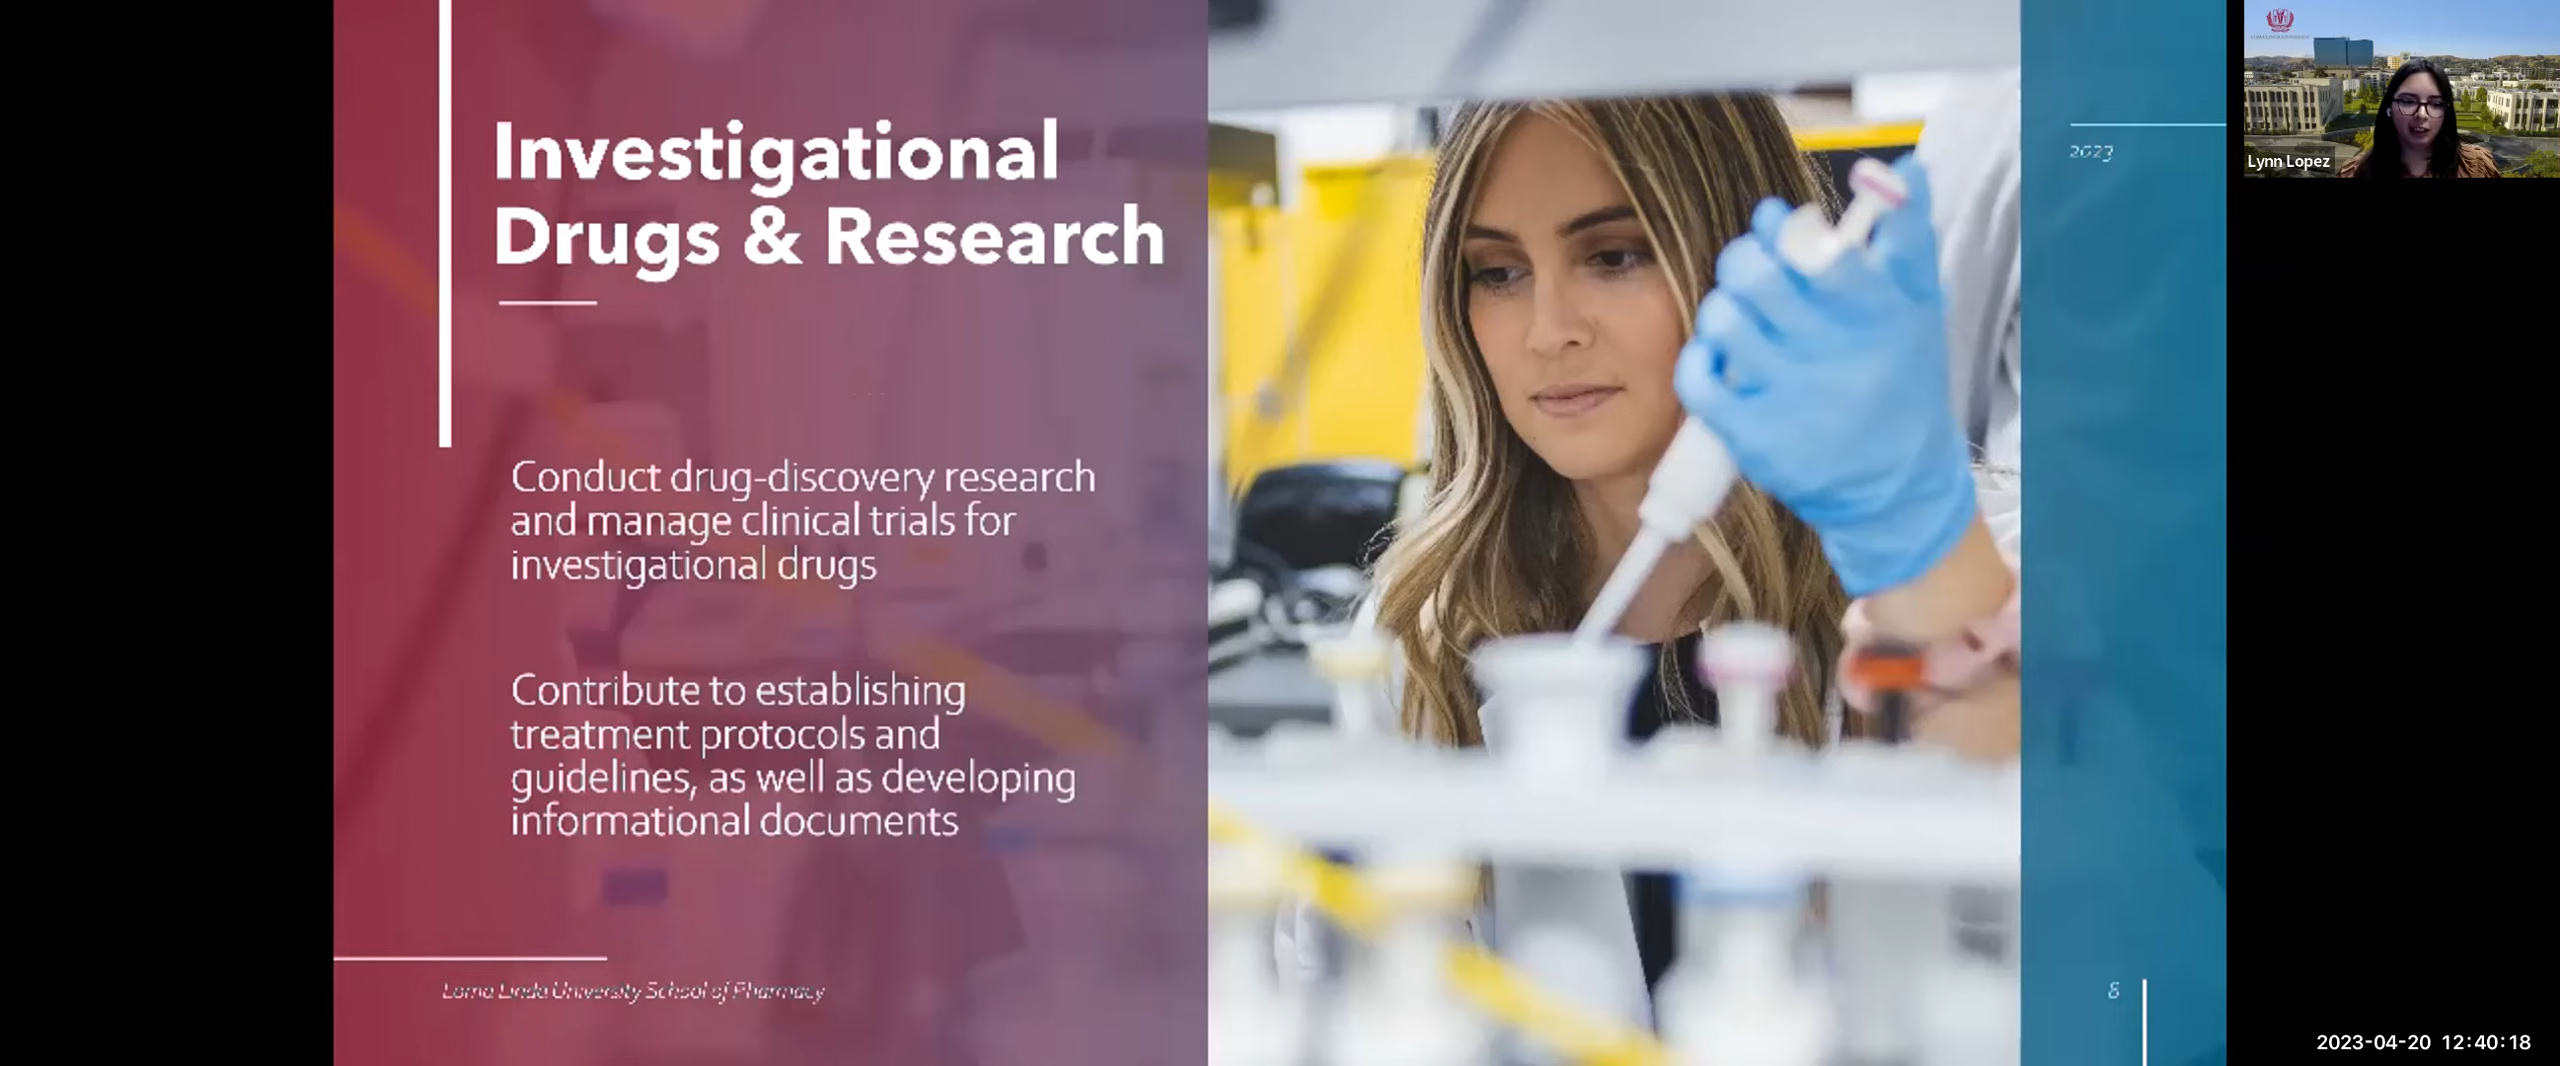 Investigational
Drugs & Research
Conduct drug-discovery research
and manage clinical trials for
investigational drugs
Contribute to establishing
treatment protocols and
guidelines, as well as developing
informational documents
Loma Linda University School of Pharmacy
2023
8
Lynn Lopez
2023-04-20 12:40:18